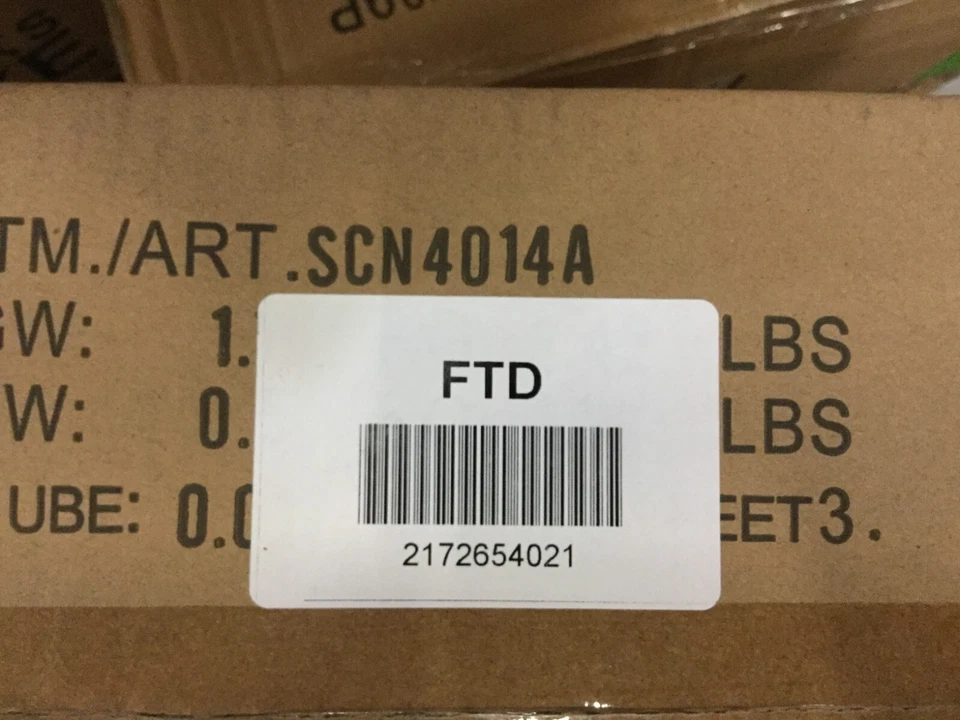 TM./ART.SCN4014A
GW: 1. LBS
W: 0. LBS
UBE: 0.0 EET3.
FTD
2172654021